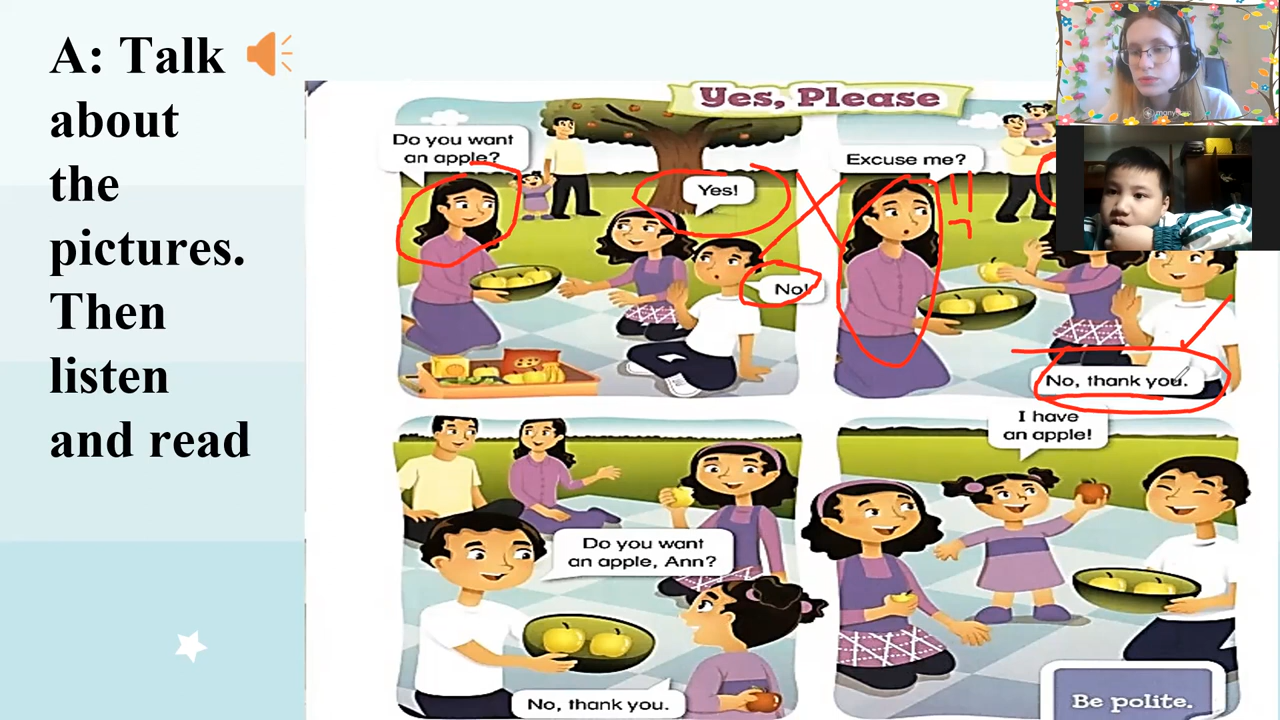 A: Talk
about
the
pictures.
Then
listen
and read
Yes, Please
Do you want
an apple?
Yes!
No!
Excuse me?
No, thank you.
Do you want
an apple, Ann?
No, thank you.
I have
an apple!
Be polite.